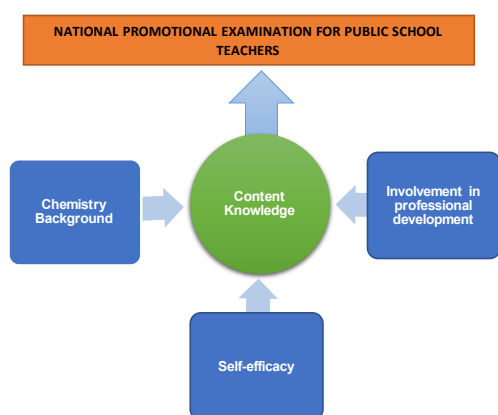 NATIONAL PROMOTIONAL EXAMINATION FOR PUBLIC SCHOOL
TEACHERS
Chemistry
Background
Content
Knowledge
Involvement in
professional
development
Self-efficacy